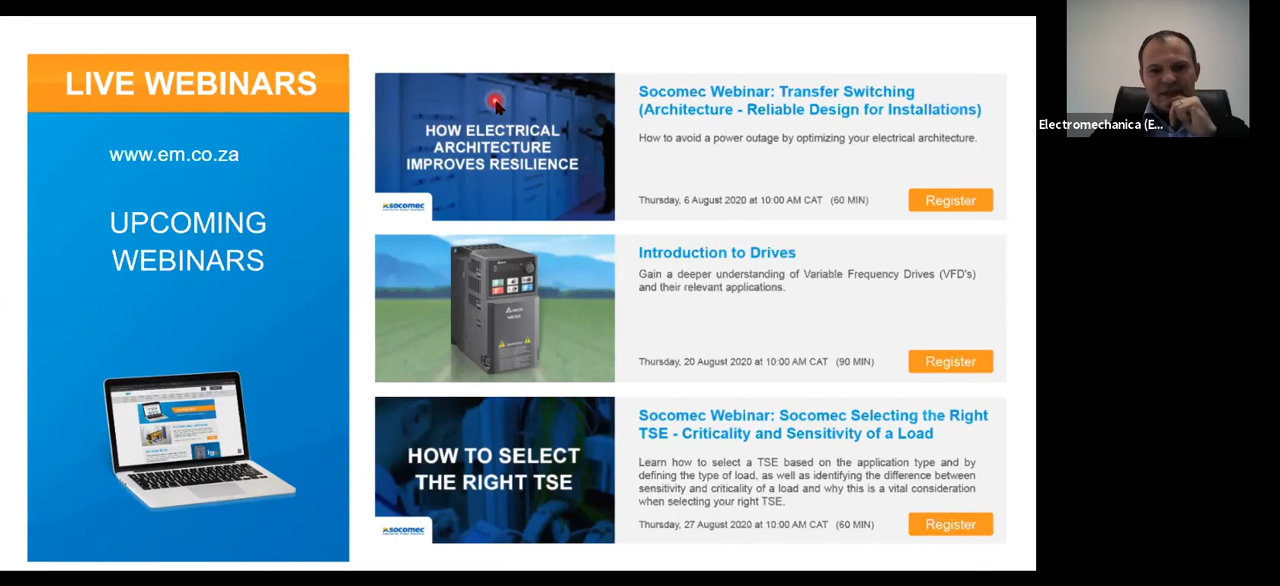 LIVE WEBINARS
www.em.co.za
UPCOMING
WEBINARS
HOW ELECTRICAL
ARCHITECTURE
IMPROVES RESILIENCE
socomec
Socomec Webinar: Transfer Switching
(Architecture - Reliable Design for Installations)
How to avoid a power outage by optimizing your electrical architecture.
Thursday, 6 August 2020 at 10:00 AM CAT (60 MIN)
Register
Introduction to Drives
Gain a deeper understanding of Variable Frequency Drives (VFD's)
and their relevant applications.
Thursday, 20 August 2020 at 10:00 AM CAT (90 MIN)
Register
HOW TO SELECT
THE RIGHT TSE
socomec
Socomec Webinar: Socomec Selecting the Right
TSE - Criticality and Sensitivity of a Load
Learn how to select a TSE based on the application type and by
defining the type of load, as well as identifying the difference between
sensitivity and criticality of a load and why this is a vital consideration
when selecting your right TSE.
Thursday, 27 August 2020 at 10:00 AM CAT (60 MIN)
Register
Electromechanica (E...